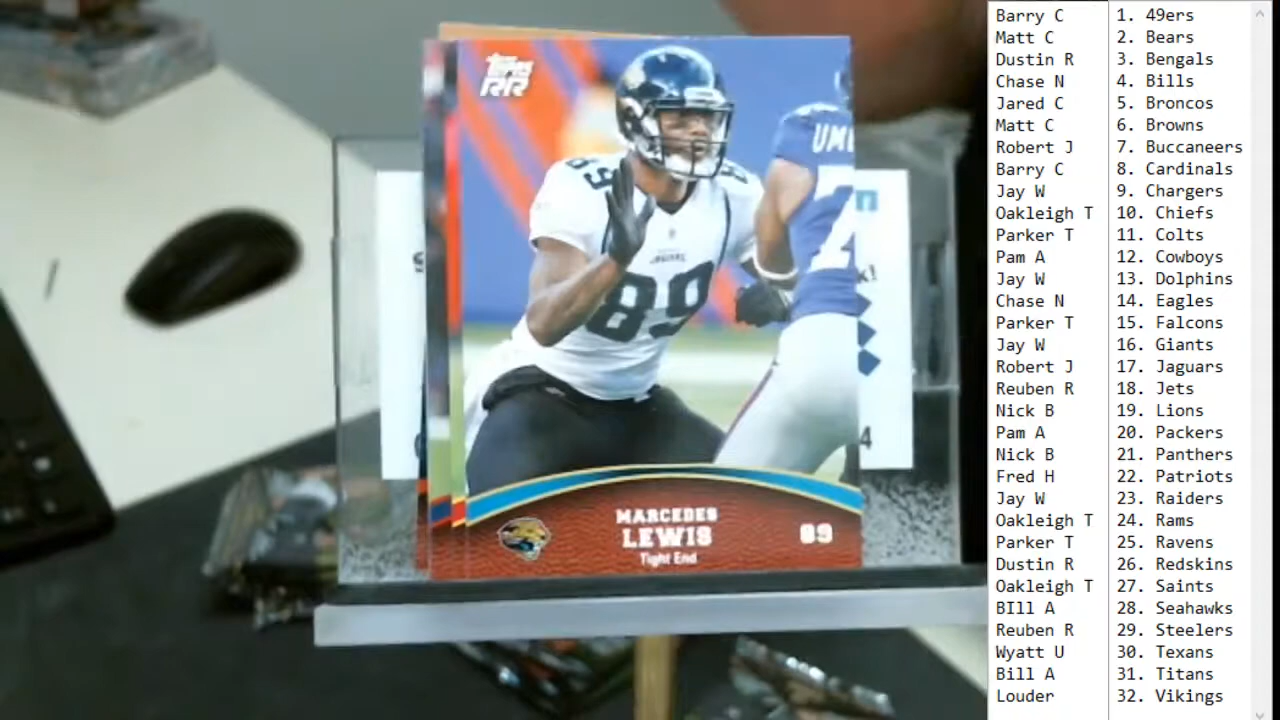 Topps
RR
UME
7
89
JAGUARS
89
k!
4
MARCEDES
LEWIS
89
Tight End
Barry C 1. 49ers
Matt C 2. Bears
Dustin R 3. Bengals
Chase N 4. Bills
Jared C 5. Broncos
Matt C 6. Browns
Robert J 7. Buccaneers
Barry C 8. Cardinals
Jay W 9. Chargers
Oakleigh T 10. Chiefs
Parker T 11. Colts
Pam A 12. Cowboys
Jay W 13. Dolphins
Chase N 14. Eagles
Parker T 15. Falcons
Jay W 16. Giants
Robert J 17. Jaguars
Reuben R 18. Jets
Nick B 19. Lions
Pam A 20. Packers
Nick B 21. Panthers
Fred H 22. Patriots
Jay W 23. Raiders
Oakleigh T 24. Rams
Parker T 25. Ravens
Dustin R 26. Redskins
Oakleigh T 27. Saints
BIll A 28. Seahawks
Reuben R 29. Steelers
Wyatt U 30. Texans
Bill A 31. Titans
Louder 32. Vikings